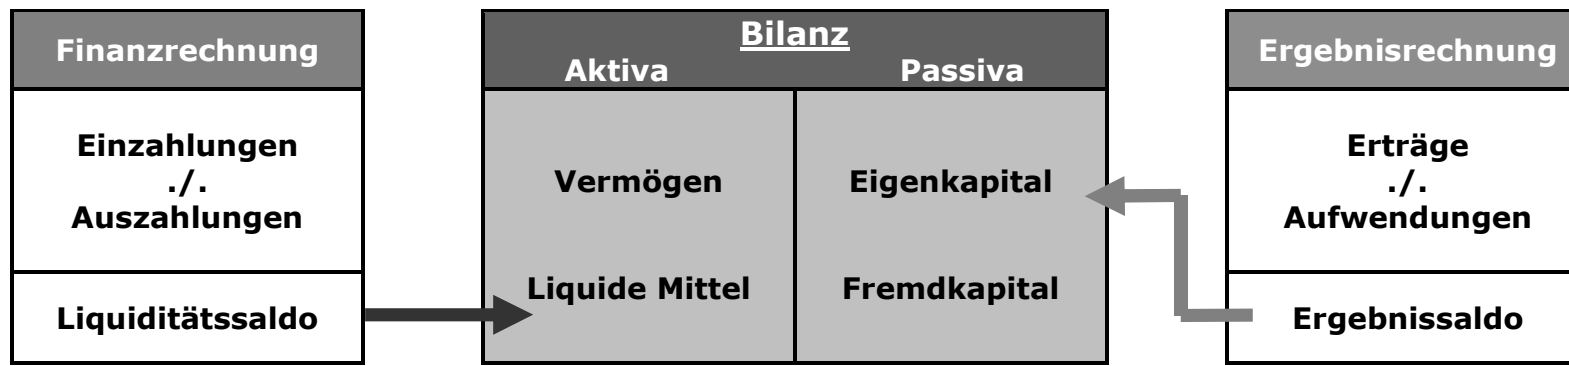 Finanzrechnung
Einzahlungen
./.
Auszahlungen
Liquiditätssaldo
Bilanz
Aktiva Passiva
Vermögen Eigenkapital
Liquide Mittel Fremdkapital
Ergebnisrechnung
Erträge
./.
Aufwendungen
Ergebnissaldo